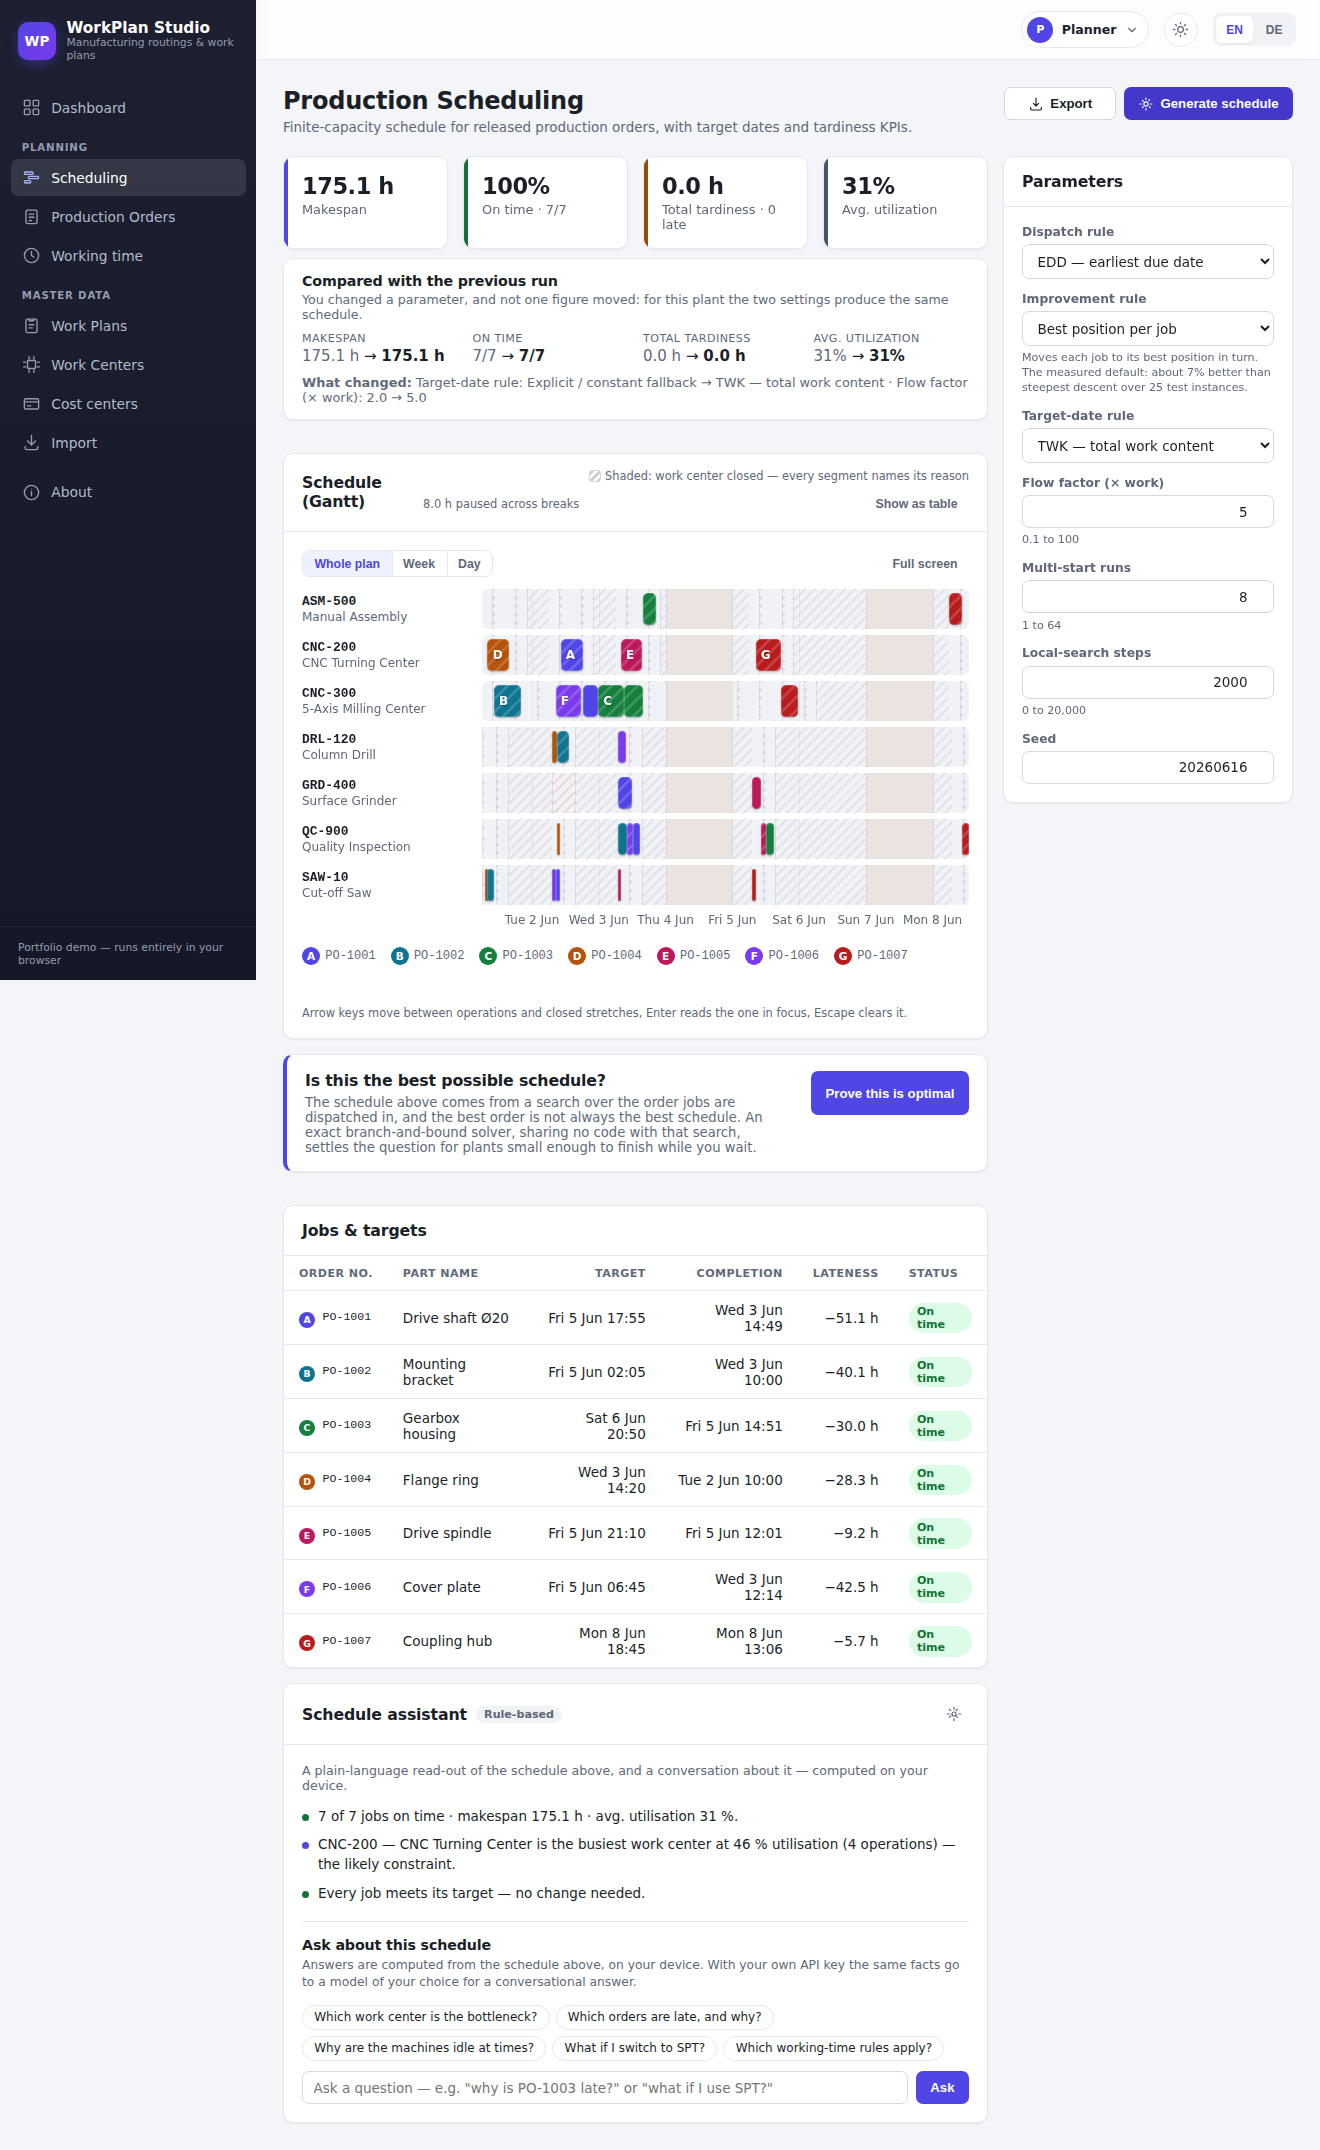 WP
WorkPlan Studio
Manufacturing routings & work
plans
Dashboard
PLANNING
Scheduling
Production Orders
Working time
MASTER DATA
Work Plans
Work Centers
Cost centers
Import
About
Portfolio demo — runs entirely in your
browser
P Planner
EN DE
Production Scheduling
Finite-capacity schedule for released production orders, with target dates and tardiness KPIs.
Export
Generate schedule
175.1 h
Makespan
100%
On time · 7/7
0.0 h
Total tardiness · 0
late
31%
Avg. utilization
Compared with the previous run
You changed a parameter, and not one figure moved: for this plant the two settings produce the same
schedule.
MAKESPAN ON TIME TOTAL TARDINESS AVG. UTILIZATION
175.1 h → 175.1 h 7/7 → 7/7 0.0 h → 0.0 h 31% → 31%
What changed: Target-date rule: Explicit / constant fallback → TWK — total work content · Flow factor
(× work): 2.0 → 5.0
Parameters
Dispatch rule
EDD — earliest due date
Improvement rule
Best position per job
Moves each job to its best position in turn.
The measured default: about 7% better than
steepest descent over 25 test instances.
Target-date rule
TWK — total work content
Flow factor (× work)
5
0.1 to 100
Multi-start runs
8
1 to 64
Local-search steps
2000
0 to 20,000
Seed
20260616
Schedule
(Gantt)
Shaded: work center closed — every segment names its reason
8.0 h paused across breaks
Show as table
Whole plan Week Day
Full screen
ASM-500
Manual Assembly
CNC-200
CNC Turning Center
D A E G
CNC-300
5-Axis Milling Center
B F C
DRL-120
Column Drill
GRD-400
Surface Grinder
QC-900
Quality Inspection
SAW-10
Cut-off Saw
Tue 2 Jun Wed 3 Jun Thu 4 Jun Fri 5 Jun Sat 6 Jun Sun 7 Jun Mon 8 Jun
A PO-1001 B PO-1002 C PO-1003 D PO-1004 E PO-1005 F PO-1006 G PO-1007
Arrow keys move between operations and closed stretches, Enter reads the one in focus, Escape clears it.
Is this the best possible schedule?
The schedule above comes from a search over the order jobs are
dispatched in, and the best order is not always the best schedule. An
exact branch-and-bound solver, sharing no code with that search,
settles the question for plants small enough to finish while you wait.
Prove this is optimal
Jobs & targets
ORDER NO. PART NAME TARGET COMPLETION LATENESS STATUS
A PO-1001 Drive shaft Ø20 Fri 5 Jun 17:55 Wed 3 Jun
14:49 −51.1 h On
time
B PO-1002 Mounting
bracket Fri 5 Jun 02:05 Wed 3 Jun
10:00 −40.1 h On
time
C PO-1003 Gearbox
housing Sat 6 Jun
20:50 Fri 5 Jun 14:51 −30.0 h On
time
D PO-1004 Flange ring Wed 3 Jun
14:20 Tue 2 Jun 10:00 −28.3 h On
time
E PO-1005 Drive spindle Fri 5 Jun 21:10 Fri 5 Jun 12:01 −9.2 h On
time
F PO-1006 Cover plate Fri 5 Jun 06:45 Wed 3 Jun
12:14 −42.5 h On
time
G PO-1007 Coupling hub Mon 8 Jun
18:45 Mon 8 Jun
13:06 −5.7 h On
time
Schedule assistant Rule-based
A plain-language read-out of the schedule above, and a conversation about it — computed on your
device.
7 of 7 jobs on time · makespan 175.1 h · avg. utilisation 31 %.
CNC-200 — CNC Turning Center is the busiest work center at 46 % utilisation (4 operations) —
the likely constraint.
Every job meets its target — no change needed.
Ask about this schedule
Answers are computed from the schedule above, on your device. With your own API key the same facts go
to a model of your choice for a conversational answer.
Which work center is the bottleneck? Which orders are late, and why?
Why are the machines idle at times? What if I switch to SPT? Which working-time rules apply?
Ask a question — e.g. "why is PO-1003 late?" or "what if I use SPT?"
Ask